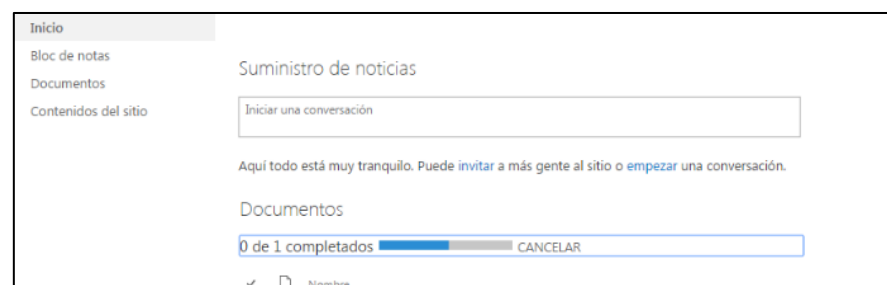 Inicio
Bloc de notas
Documentos
Contenidos del sitio
Suministro de noticias
Iniciar una conversación
Aquí todo está muy tranquilo. Puede invitar a más gente al sitio o empezar una conversación.
Documentos
0 de 1 completados CANCELAR
Nombre